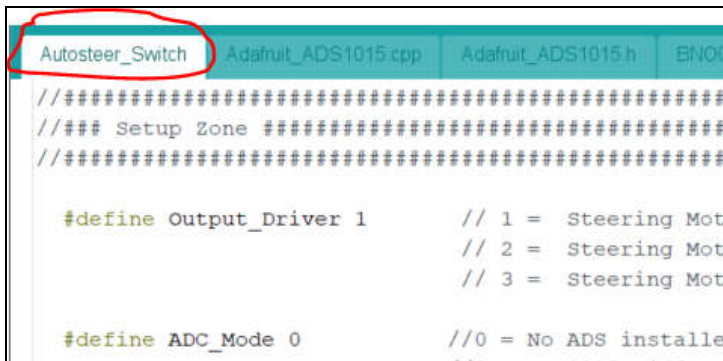 Autosteer_Switch Adafruit_ADS1015.cpp Adafruit_ADS1015.h
//##################################################
//### Setup Zone ###################################
//##################################################
#define Output_Driver 1 // 1 = Steering Mot
// 2 = Steering Mot
// 3 = Steering Mot
#define ADC_Mode 0 //0 = No ADS installe